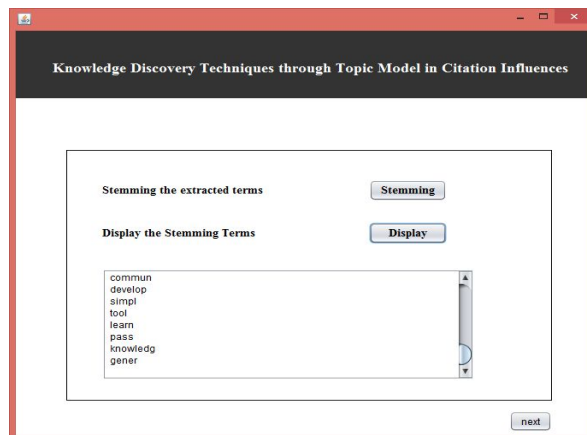 Knowledge Discovery Techniques through Topic Model in Citation Influences
Stemming the extracted terms
Stemming
Display the Stemming Terms
Display
commun
develop
simpl
tool
learn
pass
knowledg
gener
next